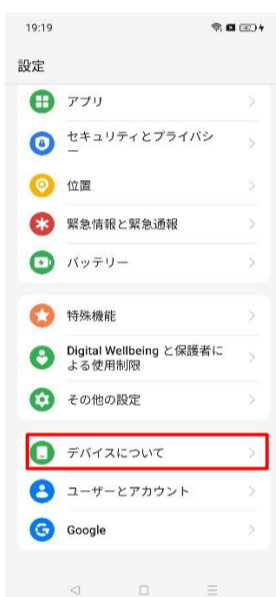 19:19
設定
アプリ
セキュリティとプライバシ
ー
位置
緊急情報と緊急通報
バッテリー
特殊機能
Digital Wellbeing と保護者に
よる使用制限
その他の設定
デバイスについて
ユーザーとアカウント
Google